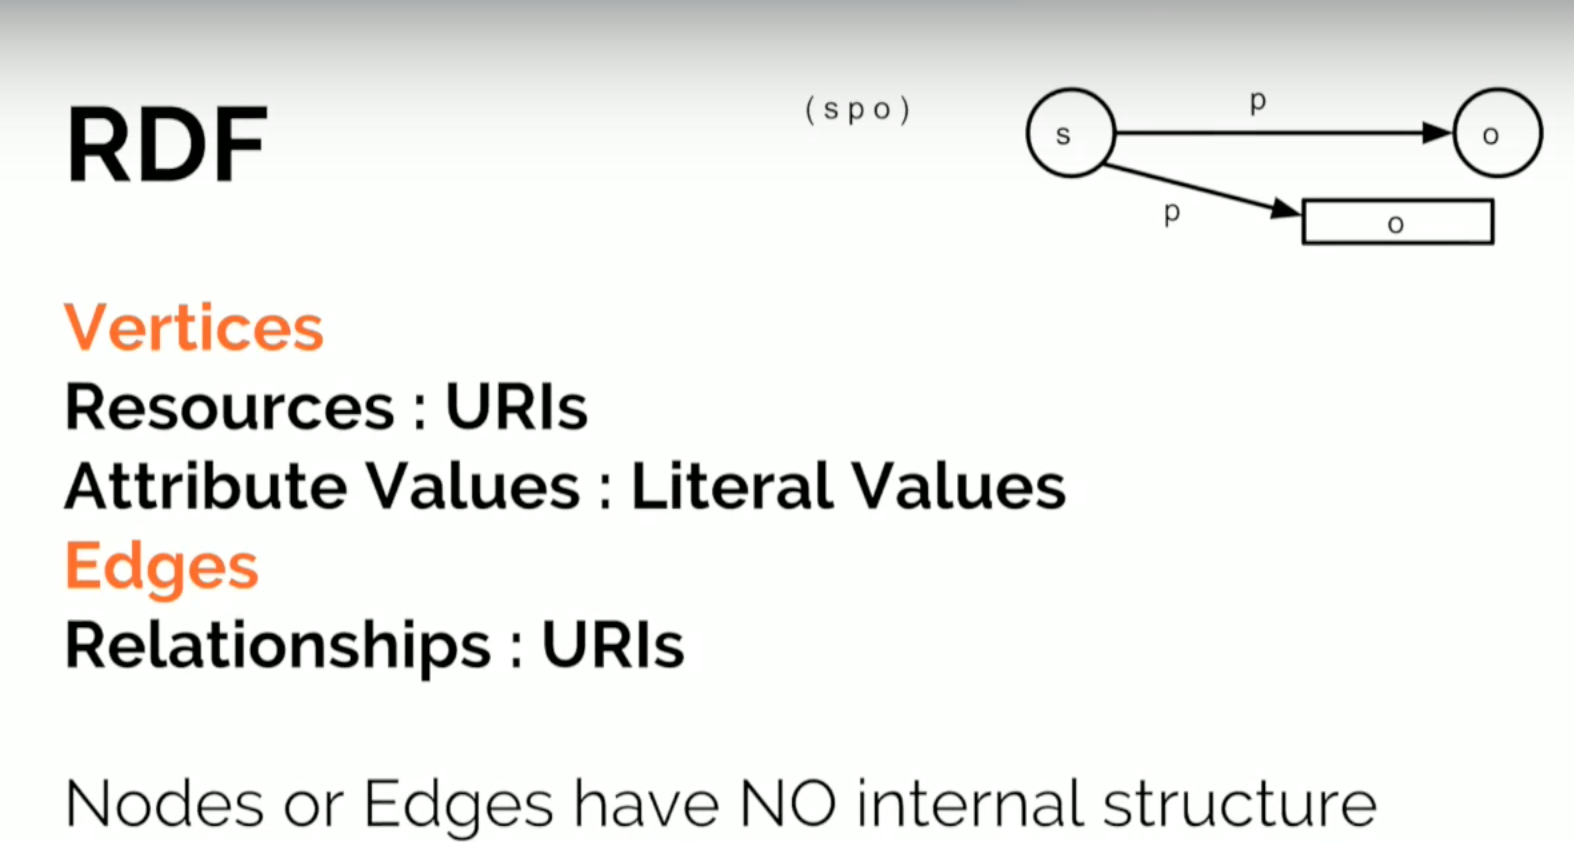 RDF
( s p o )
s
p
o
p
o
Vertices
Resources : URIs
Attribute Values : Literal Values
Edges
Relationships : URIs
Nodes or Edges have NO internal structure